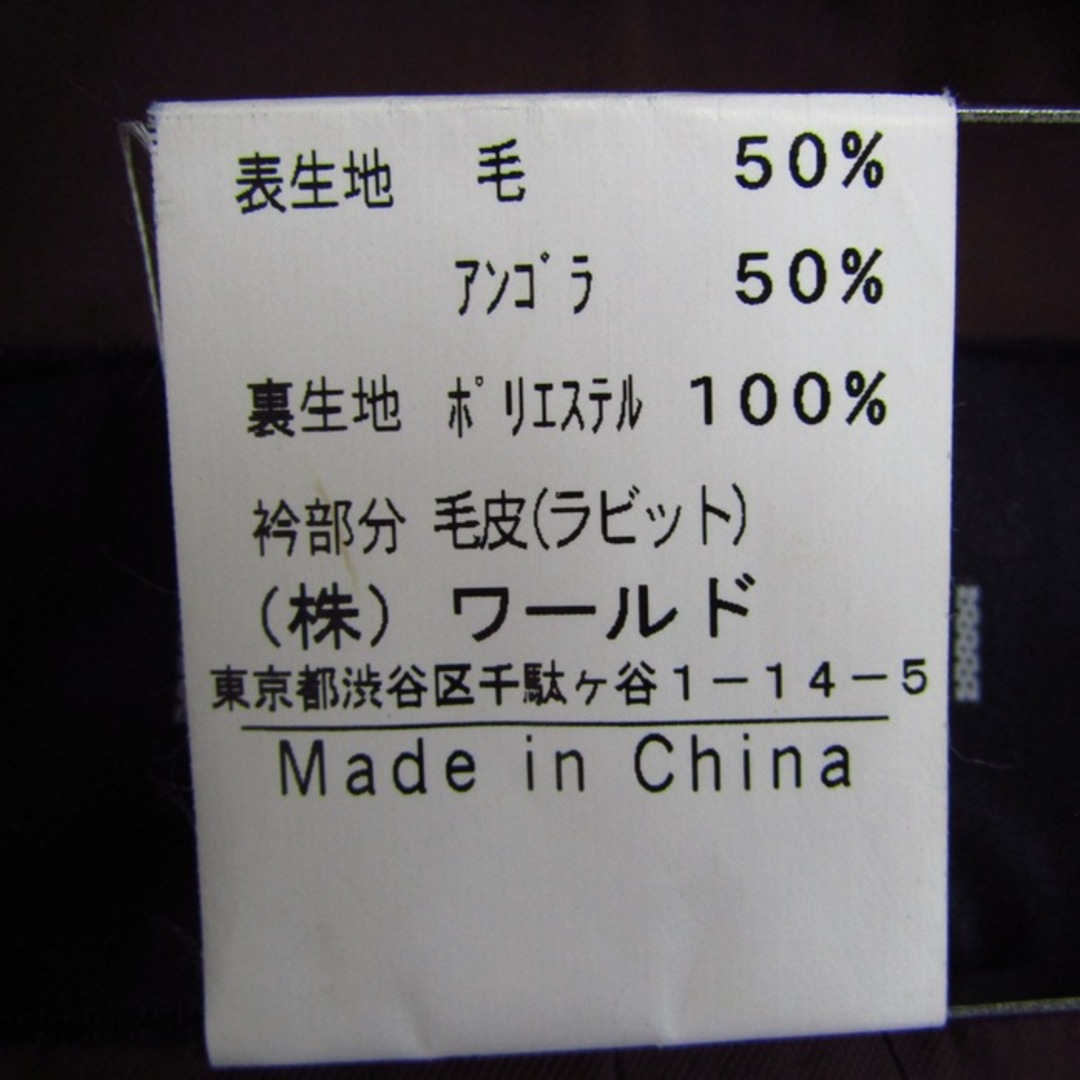 表生地 毛 50%
アンゴラ 50%
裏生地 ポリエステル 100%
衿部分 毛皮(ラビット)
(株) ワールド
東京都渋谷区千駄ヶ谷1-14-5
Made in China